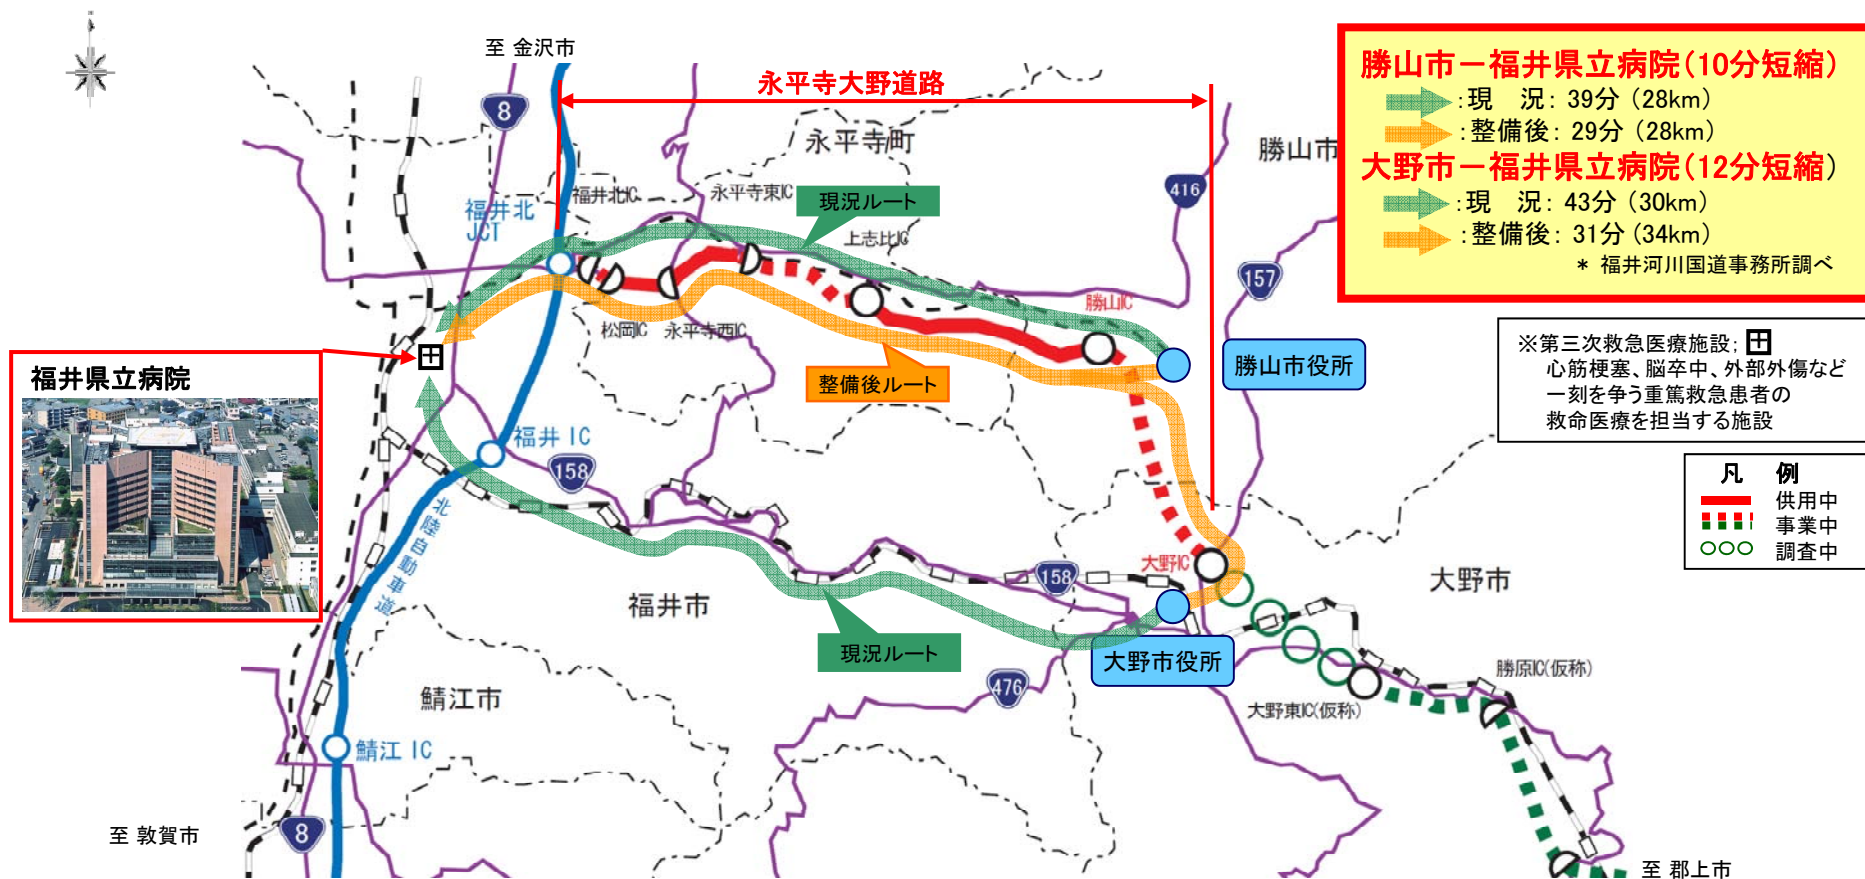 至 金沢市
永平寺大野道路
8
永平寺町
勝山市
勝山市－福井県立病院（10分短縮）
：現　況： 39分 （28km）
：整備後： 29分 （28km）
大野市－福井県立病院（12分短縮）
：現　況： 43分 （30km）
：整備後： 31分 （34km）
＊ 福井河川国道事務所調べ
416
福井北IC
永平寺東IC
福井北
JCT
現況ルート
上志比IC
157
勝山IC
松岡IC
永平寺西IC
勝山市役所
※第三次救急医療施設；
心筋梗塞、脳卒中、外部外傷など
一刻を争う重篤救急患者の
救命医療を担当する施設
福井県立病院
整備後ルート
福井 IC
158
凡　例
供用中
事業中
調査中
北陸自動車道
大野IC
158
大野市
福井市
現況ルート
大野市役所
476
鯖江市
勝原IC(仮称)
大野東IC(仮称)
鯖江 IC
8
至 敦賀市
至 郡上市